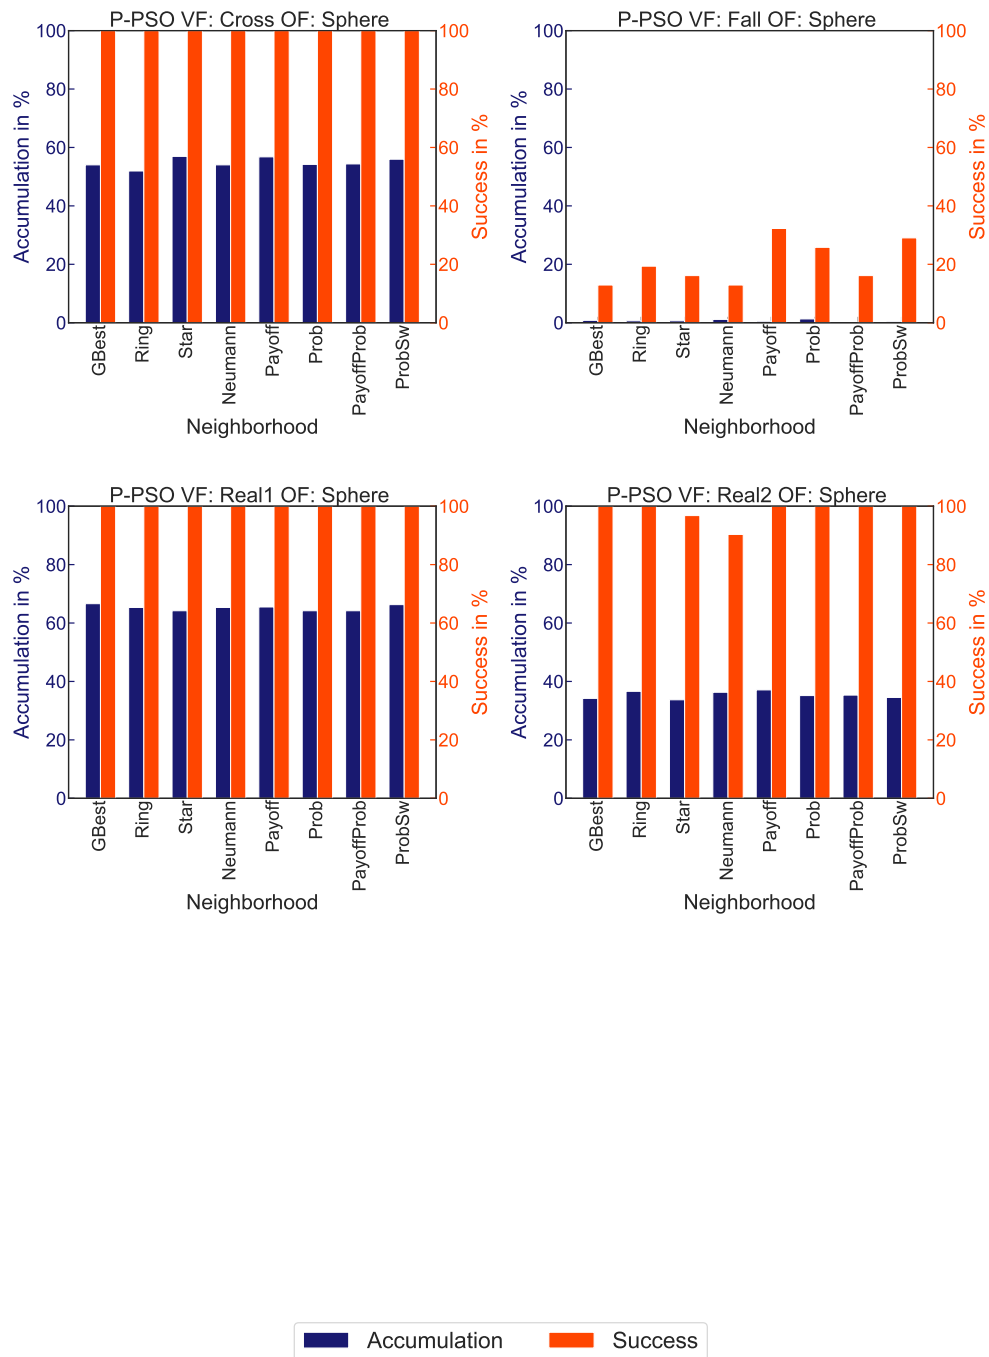 P-PSO VF: Cross OF: Sphere
100
80
60
40
20
0
Accumulation in %
100
80
60
40
20
0
Success in %
GBest
Ring
Star
Neumann
Payoff
Prob
PayoffProb
ProbSw
Neighborhood
P-PSO VF: Fall OF: Sphere
100
80
60
40
20
0
Accumulation in %
100
80
60
40
20
0
Success in %
GBest
Ring
Star
Neumann
Payoff
Prob
PayoffProb
ProbSw
Neighborhood
P-PSO VF: Real1 OF: Sphere
100
80
60
40
20
0
Accumulation in %
100
80
60
40
20
0
Success in %
GBest
Ring
Star
Neumann
Payoff
Prob
PayoffProb
ProbSw
Neighborhood
P-PSO VF: Real2 OF: Sphere
100
80
60
40
20
0
Accumulation in %
100
80
60
40
20
0
Success in %
GBest
Ring
Star
Neumann
Payoff
Prob
PayoffProb
ProbSw
Neighborhood
Accumulation
Success